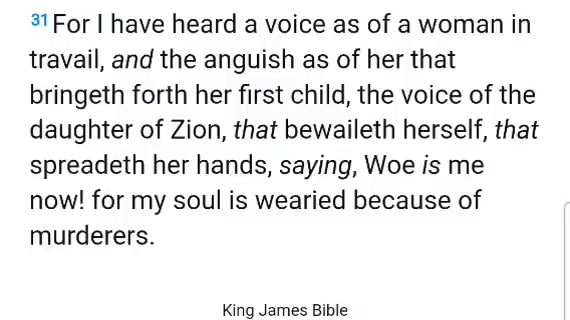 31 For I have heard a voice as of a woman in
travail, and the anguish as of her that
bringeth forth her first child, the voice of the
daughter of Zion, that bewaileth herself, that
spreadeth her hands, saying, Woe is me
now! for my soul is wearied because of
murderers.
King James Bible